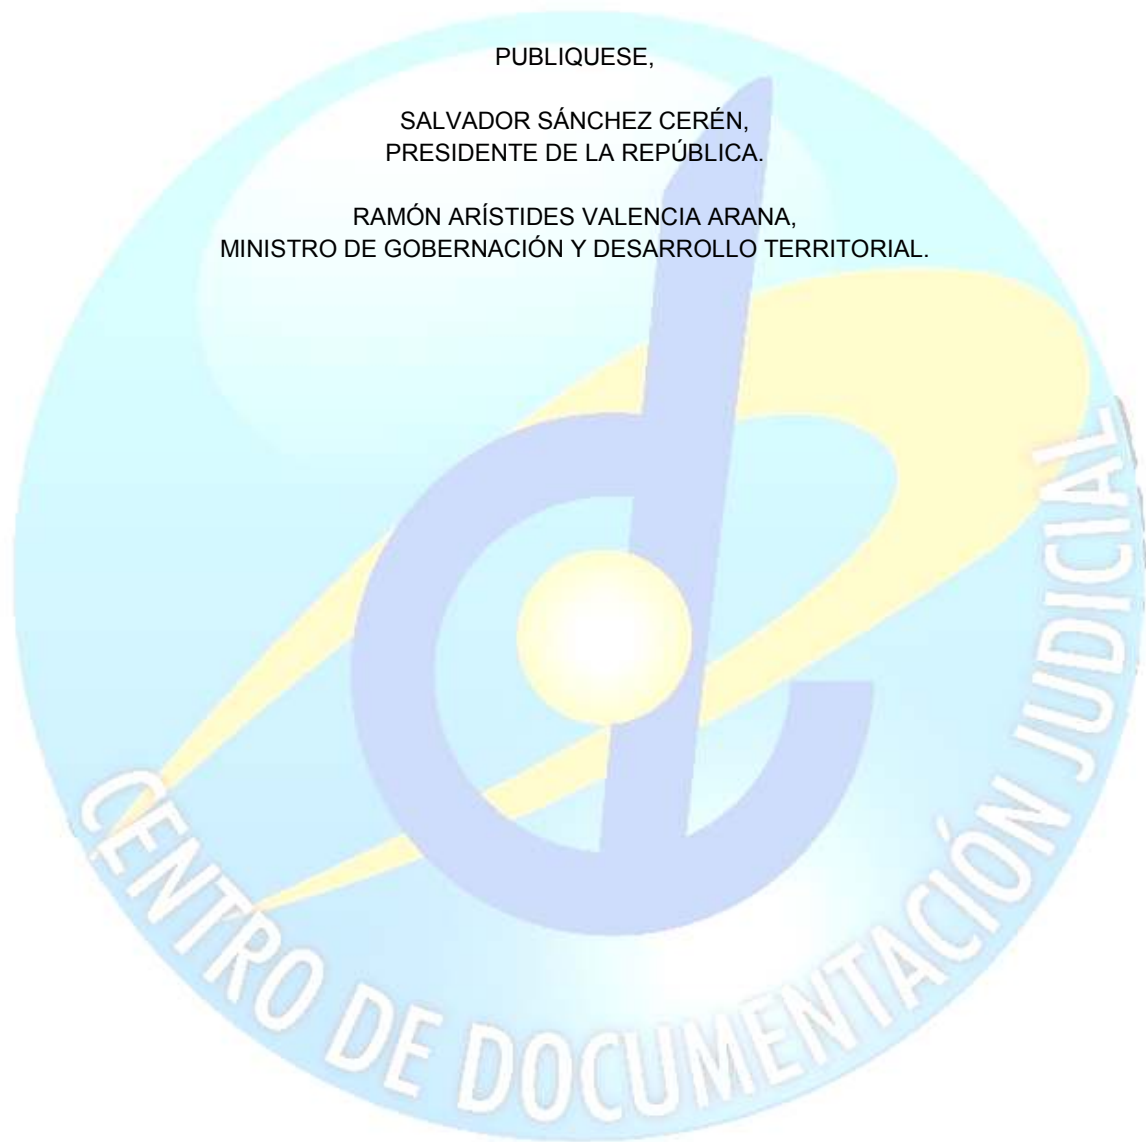 PUBLIQUESE,
SALVADOR SÁNCHEZ CERÉN,
PRESIDENTE DE LA REPÚBLICA.
RAMÓN ARÍSTIDES VALENCIA ARANA,
MINISTRO DE GOBERNACIÓN Y DESARROLLO TERRITORIAL.
CENTRO DE DOCUMENTACIÓN JUDICIAL